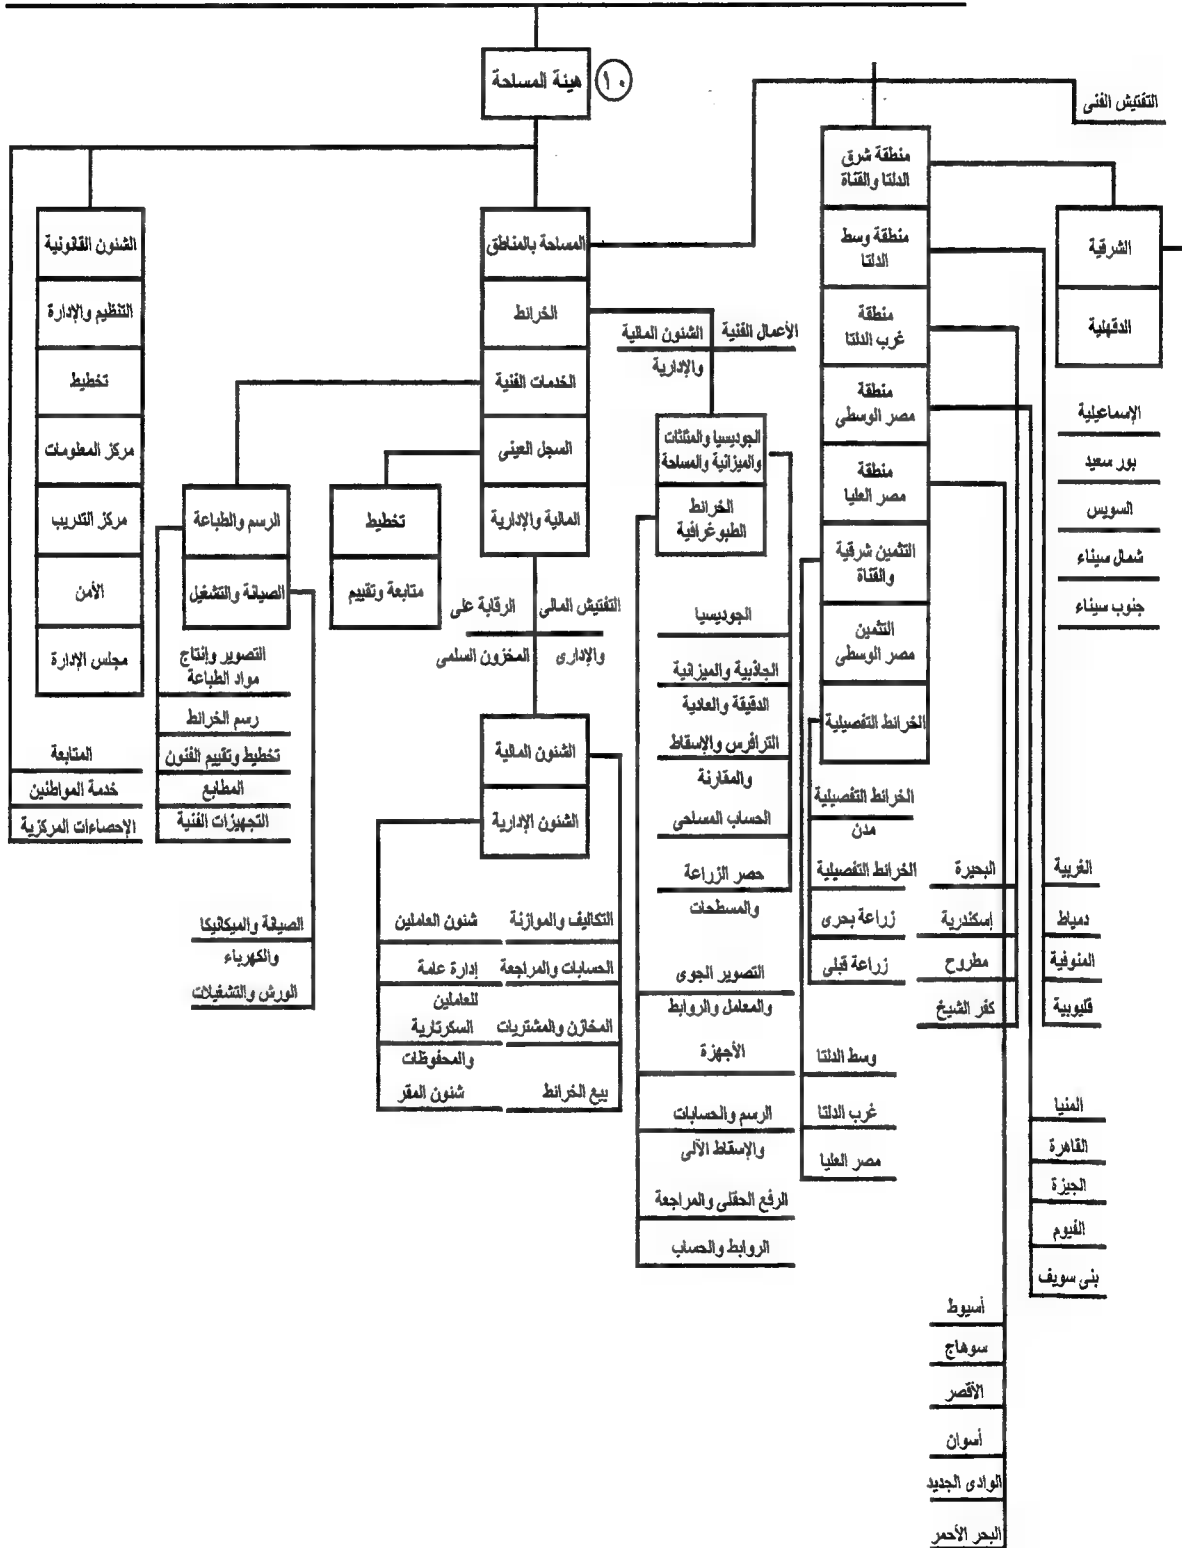 هيئة المساحة
١٠
التفتيش الفنى
منطقة شرق
الدلتا والقناة
منطقة وسط
الدلتا
منطقة
غرب الدلتا
منطقة
مصر الوسطى
منطقة
مصر العليا
التثمين شرقية
والقناة
التثمين
مصر الوسطى
الخرائط التفصيلية
الشرقية
الدقهلية
الإسماعيلية
بور سعيد
السويس
شمال سيناء
جنوب سيناء
المساحة بالمناطق
الخرائط
الخدمات الفنية
السجل العينى
المالية والإدارية
الشئون القانونية
التنظيم والإدارة
تخطيط
مركز المعلومات
مركز التدريب
الأمن
مجلس الإدارة
المتابعة
خدمة المواطنين
الإحصاءات المركزية
الأعمال الفنية
الشئون المالية
والإدارية
الجوديسيا والمثلثات
والميزانية والمساحة
الخرائط
الطبوغرافية
الرسم والطباعة
الصيانة والتشغيل
تخطيط
متابعة وتقييم
التصوير وإنتاج
مواد الطباعة
رسم الخرائط
تخطيط وتقييم الفنون
المطابع
التجهيزات الفنية
الصيانة والميكانيكا
والكهرباء
الورش والتشغيلات
التفتيش المالى
والإدارى
الرقابة على
المخزون السلمى
الشئون المالية
الشئون الإدارية
التكاليف والموازنة
الحسابات والمراجعة
المخازن والمشتريات
بيع الخرائط
شئون العاملين
إدارة عامة
للعاملين
السكرتارية
والمحفوظات
شئون المقر
الجوديسيا
الجاذبية والميزانية
الدقيقة والعادية
الترافرس والإسقاط
والمقارنة
الحساب المساحى
حصر الزراعة
والمسطحات
التصوير الجوى
والمعامل والروابط
الأجهزة
الرسم والحسابات
والإسقاط الآلى
الرفع الحقلى والمراجعة
الروابط والحساب
الخرائط التفصيلية
مدن
الخرائط التفصيلية
زراعة بحرى
زراعة قبلى
وسط الدلتا
غرب الدلتا
مصر العليا
البحيرة
إسكندرية
مطروح
كفر الشيخ
الغربية
دمياط
المنوفية
قليوبية
المنيا
القاهرة
الجيزة
الفيوم
بنى سويف
أسيوط
سوهاج
الأقصر
أسوان
الوادى الجديد
البحر الأحمر